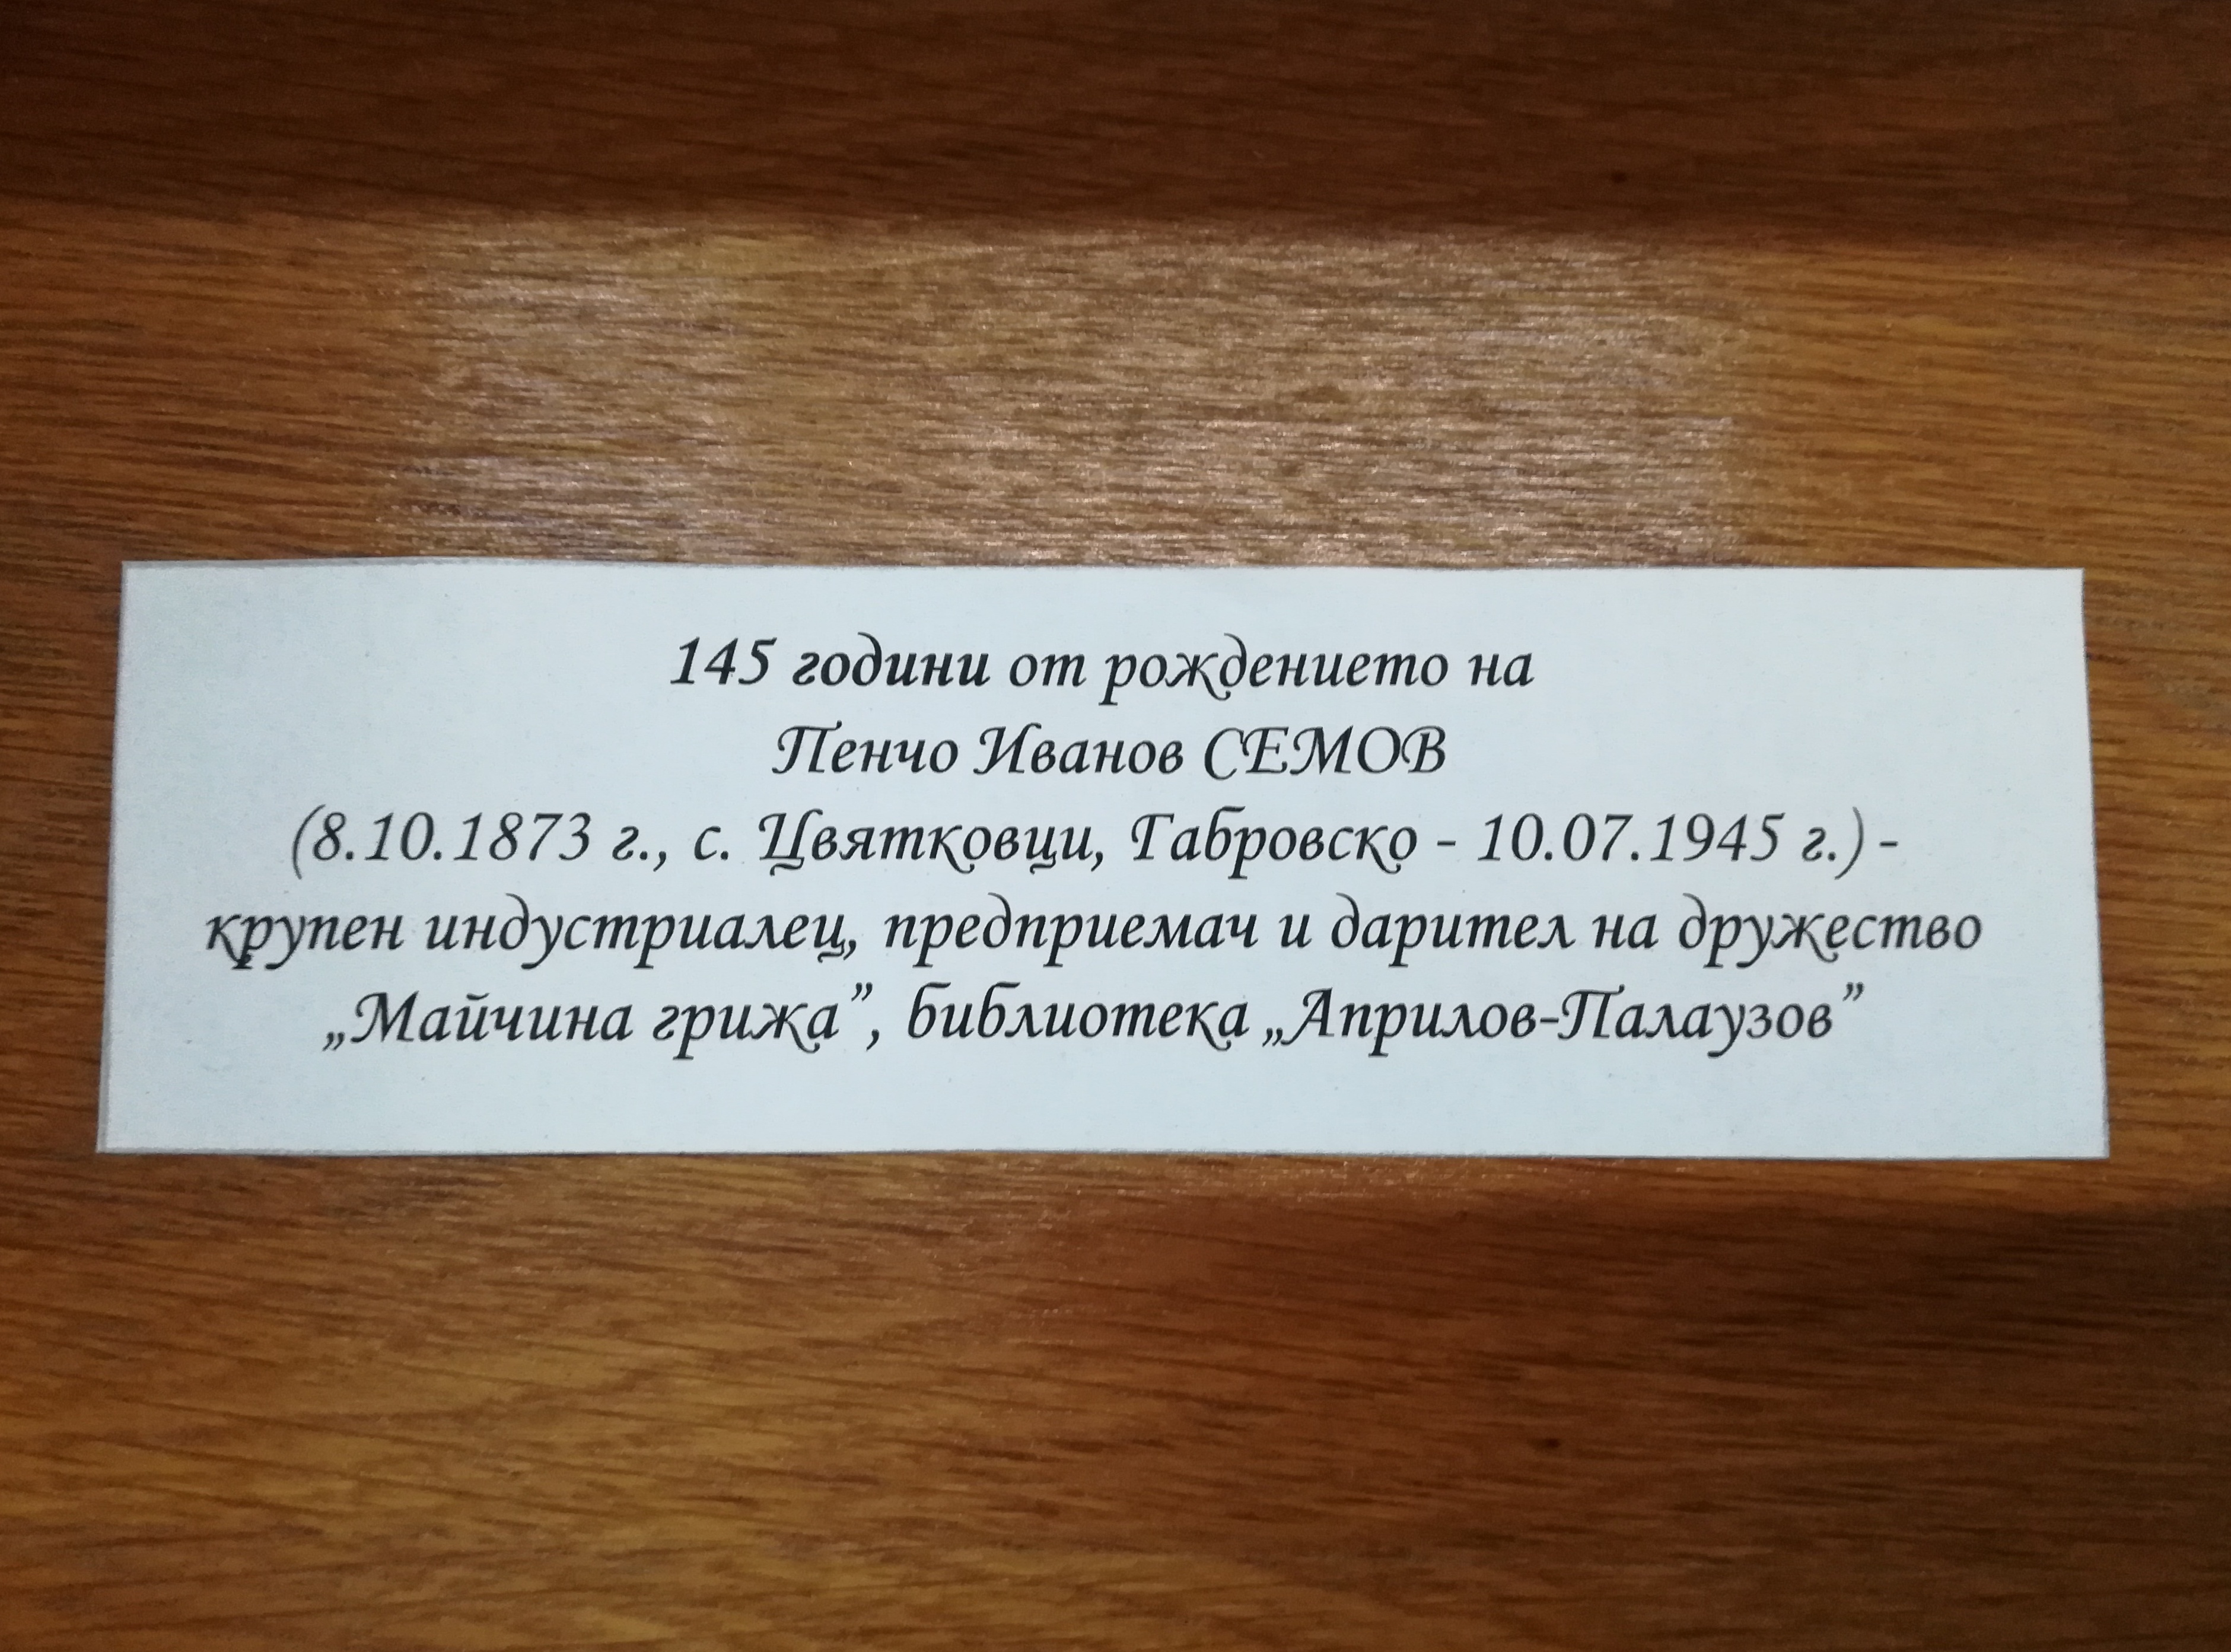 145 години от рождението на
Пенчо Иванов СЕМОВ
(8.10.1873 г., с. Цвятковци, Габровско - 10.07.1945 г.) -
крупен индустриалец, предприемач и дарител на дружество
„Майчина грижа”, библиотека „Априлов-Палаузов”